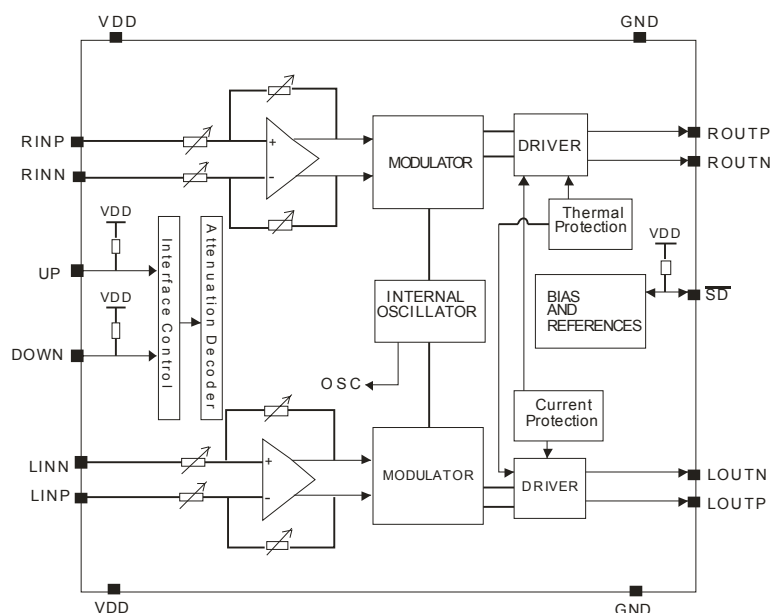 VDD
GND
RINP
RINN
+
-
MODULATOR
DRIVER
ROUTP
ROUTN
Thermal
Protection
VDD
UP
VDD
DOWN
Interface Control
Attenuation Decoder
INTERNAL
OSCILLATOR
OSC
VDD
BIAS
AND
REFERENCES
SD
Current
Protection
LINN
LINP
+
-
MODULATOR
DRIVER
LOUTN
LOUTP
VDD
GND